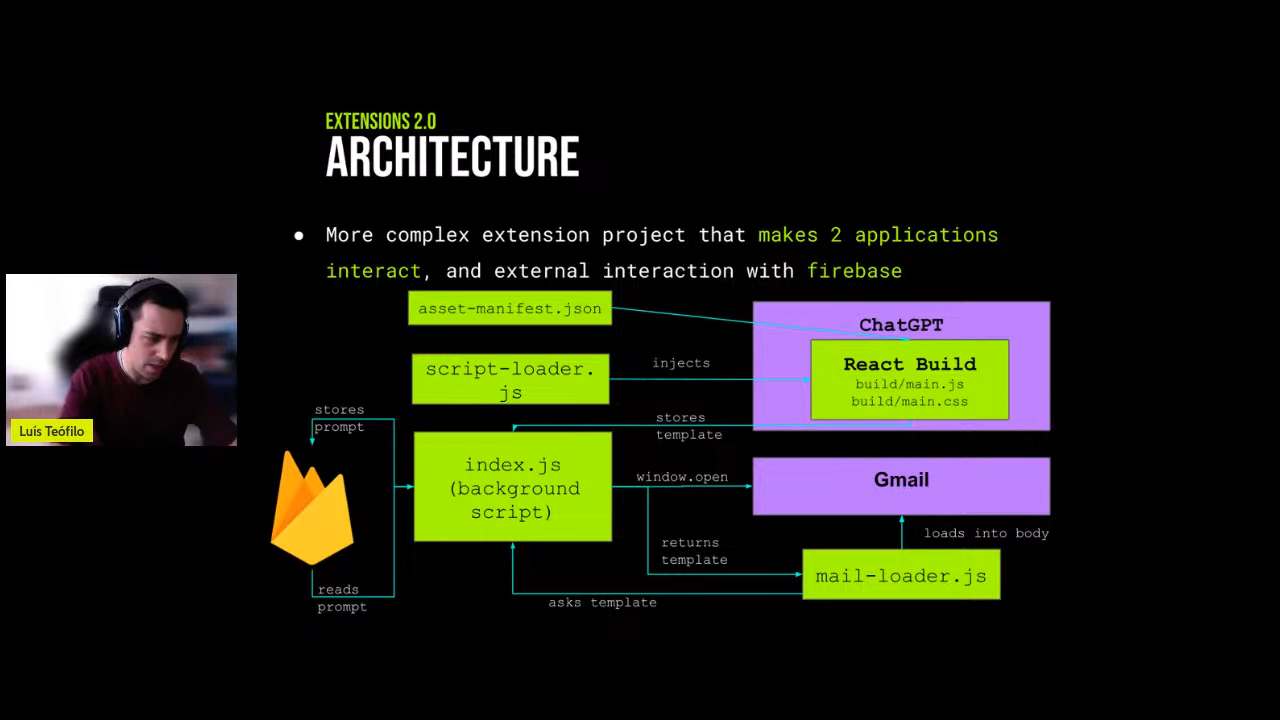 EXTENSIONS 2.0
ARCHITECTURE
● More complex extension project that makes 2 applications
interact, and external interaction with firebase
asset-manifest.json
ChatGPT
React Build
build/main.js
build/main.css
script-loader.
js
injects
stores
template
stores
prompt
Luís Teófilo
index.js
(background
script)
window.open
Gmail
returns
template
loads into body
mail-loader.js
reads
prompt
asks template